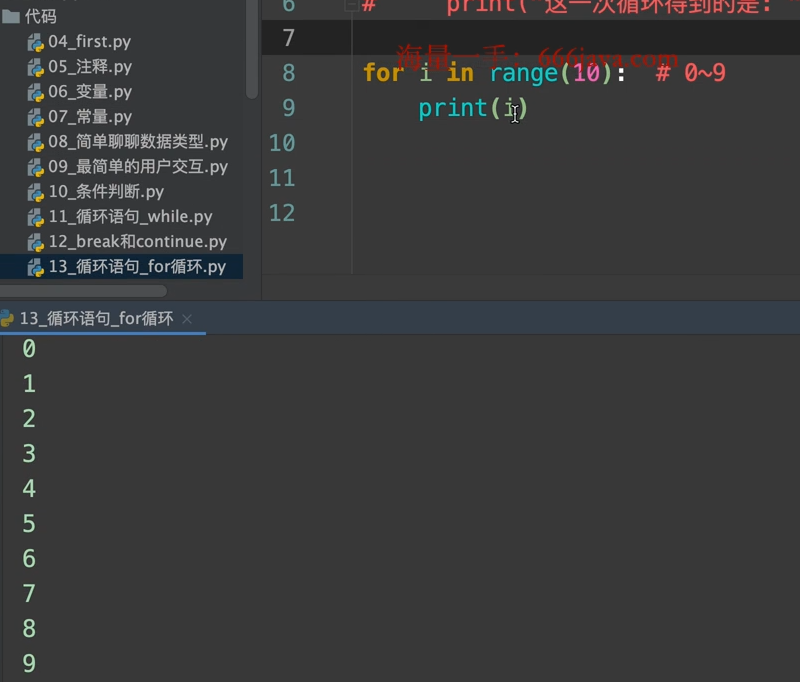 代码
04_first.py
05_注释.py
06_变量.py
07_常量.py
08_简单聊聊数据类型.py
09_最简单的用户交互.py
10_条件判断.py
11_循环语句_while.py
12_break和continue.py
13_循环语句_for循环.py
6 # print("这一次循环得到的是: "
7
海量一手: 666java.com
8 for i in range(10): # 0~9
9 print(i)
10
11
12
13_循环语句_for循环
0
1
2
3
4
5
6
7
8
9